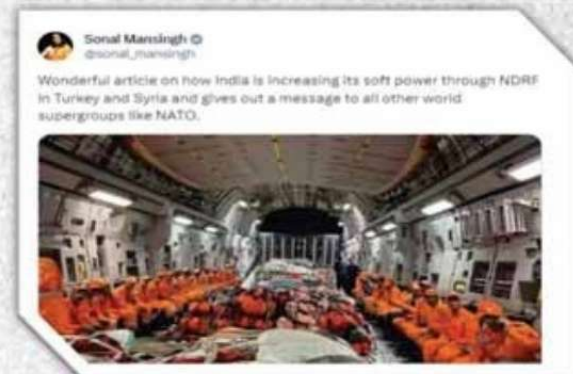 Sonal Mansingh
@sonal_mansingh
Wonderful article on how India is increasing its soft power through NDRF
in Turkey and Syria and gives out a message to all other world
supergroups like NATO.